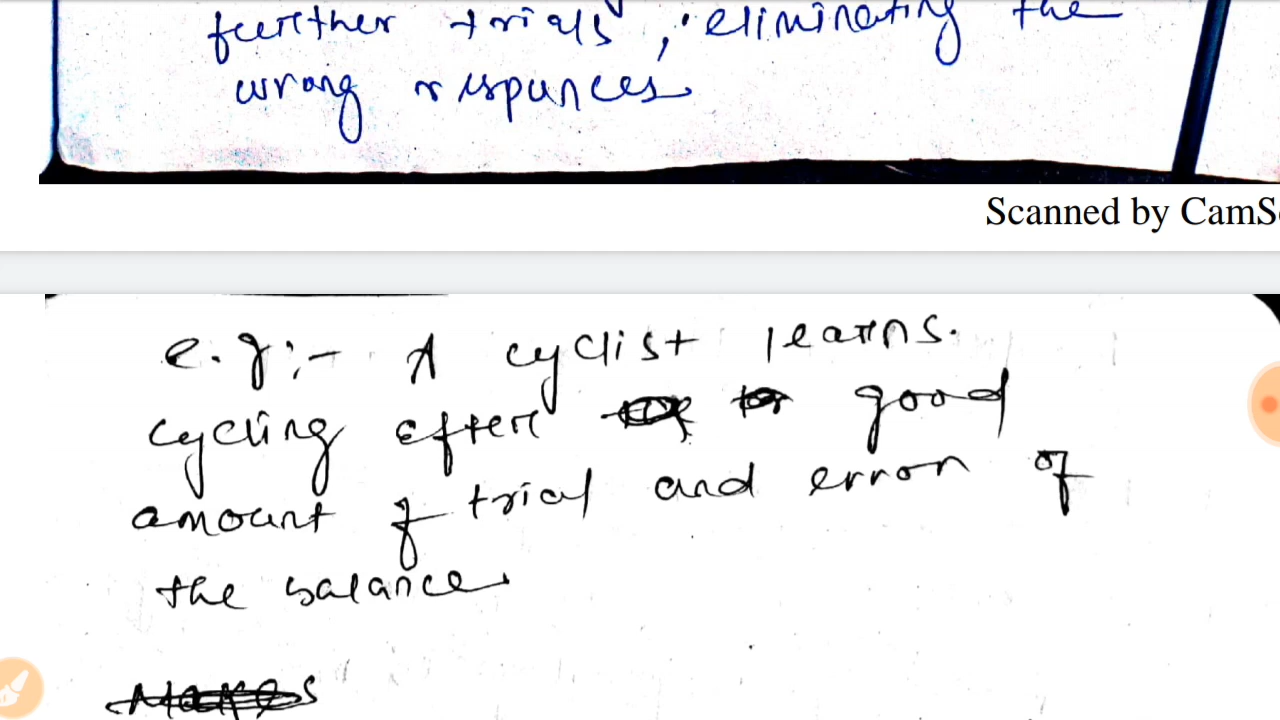 further trials, eliminating the
wrong respunces
Scanned by CamS
e.g:- A cyclist learns.
cycling after good
amount of trial and error of
the balance